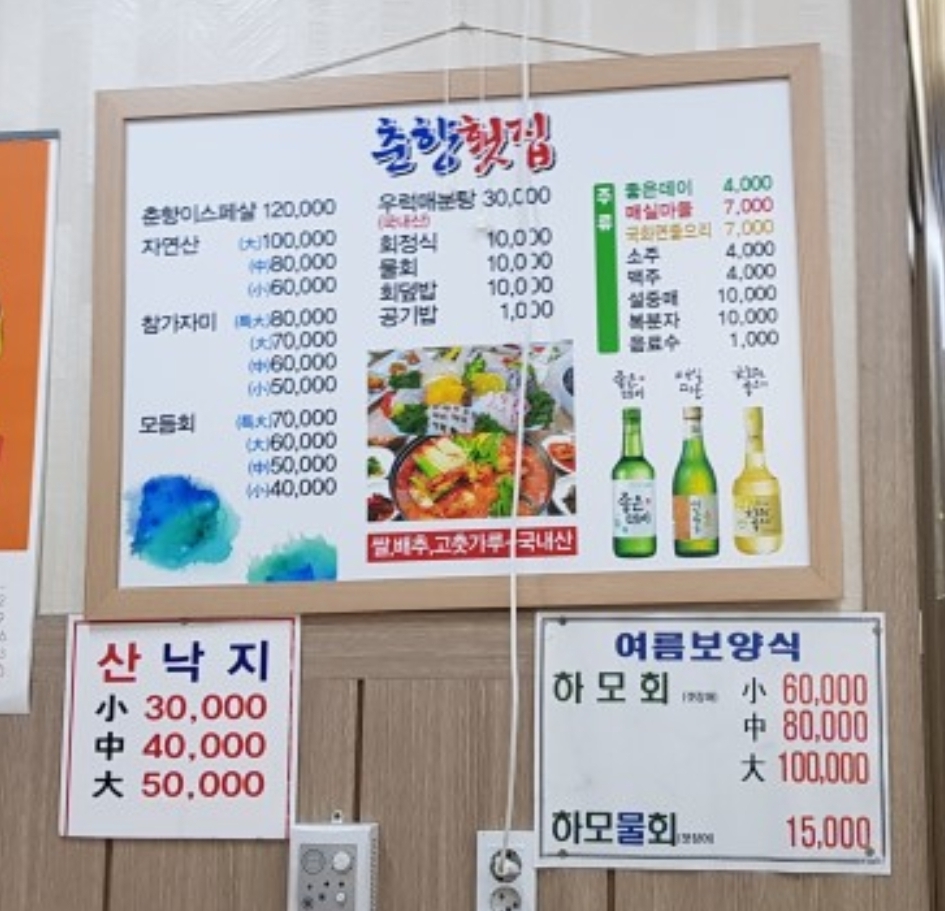 춘향횟집
춘향이스페샬 120,000
자연산 (大)100,000
(中)80,000
(小)60,000
참가자미 (特大)80,000
(大)70,000
(中)60,000
(小)50,000
모듬회 (特大)70,000
(大)60,000
(中)50,000
(小)40,000
우럭매분탕 30,000
(국내산)
회정식 10,000
물회 10,000
회덮밥 10,000
공기밥 1,000
쌀,배추,고춧가루-국내산
주류
좋은데이 4,000
매실마을 7,000
국화면좋으리 7,000
소주 4,000
맥주 4,000
설중매 10,000
복분자 10,000
음료수 1,000
좋은데이
산 낙 지
小 30,000
中 40,000
大 50,000
여름보양식
하모회 小 60,000
中 80,000
大 100,000
하모물회 15,000